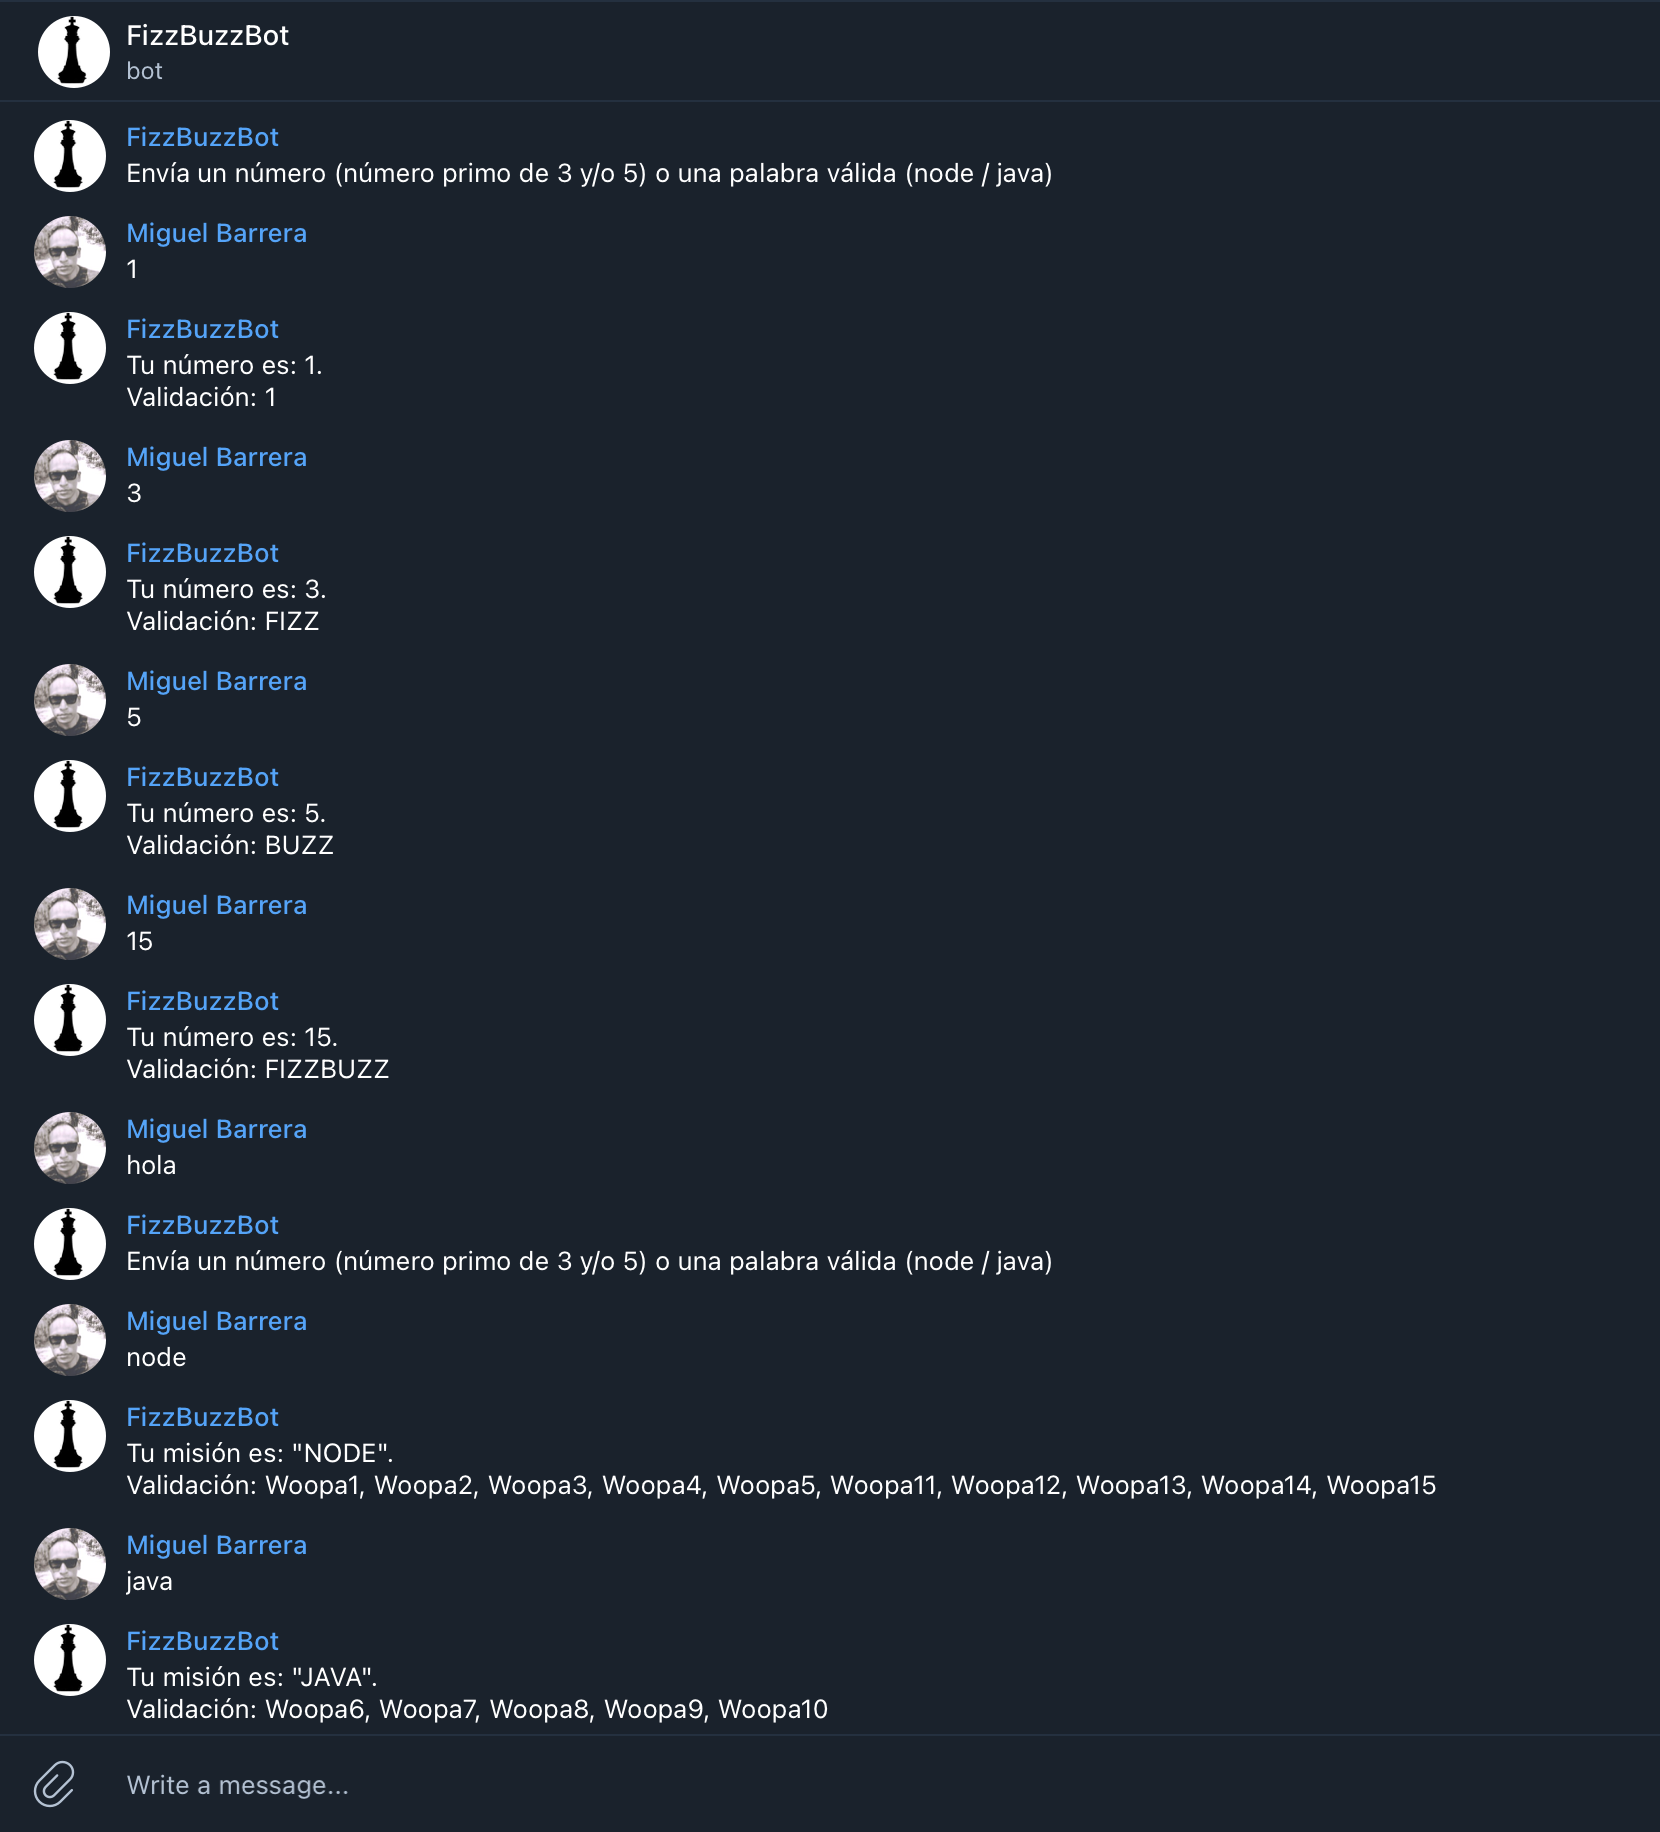 FizzBuzzBot
bot
FizzBuzzBot
Envía un número (número primo de 3 y/o 5) o una palabra válida (node / java)
Miguel Barrera
1
FizzBuzzBot
Tu número es: 1.
Validación: 1
Miguel Barrera
3
FizzBuzzBot
Tu número es: 3.
Validación: FIZZ
Miguel Barrera
5
FizzBuzzBot
Tu número es: 5.
Validación: BUZZ
Miguel Barrera
15
FizzBuzzBot
Tu número es: 15.
Validación: FIZZBUZZ
Miguel Barrera
hola
FizzBuzzBot
Envía un número (número primo de 3 y/o 5) o una palabra válida (node / java)
Miguel Barrera
node
FizzBuzzBot
Tu misión es: "NODE".
Validación: Woopa1, Woopa2, Woopa3, Woopa4, Woopa5, Woopa11, Woopa12, Woopa13, Woopa14, Woopa15
Miguel Barrera
java
FizzBuzzBot
Tu misión es: "JAVA".
Validación: Woopa6, Woopa7, Woopa8, Woopa9, Woopa10
Write a message...